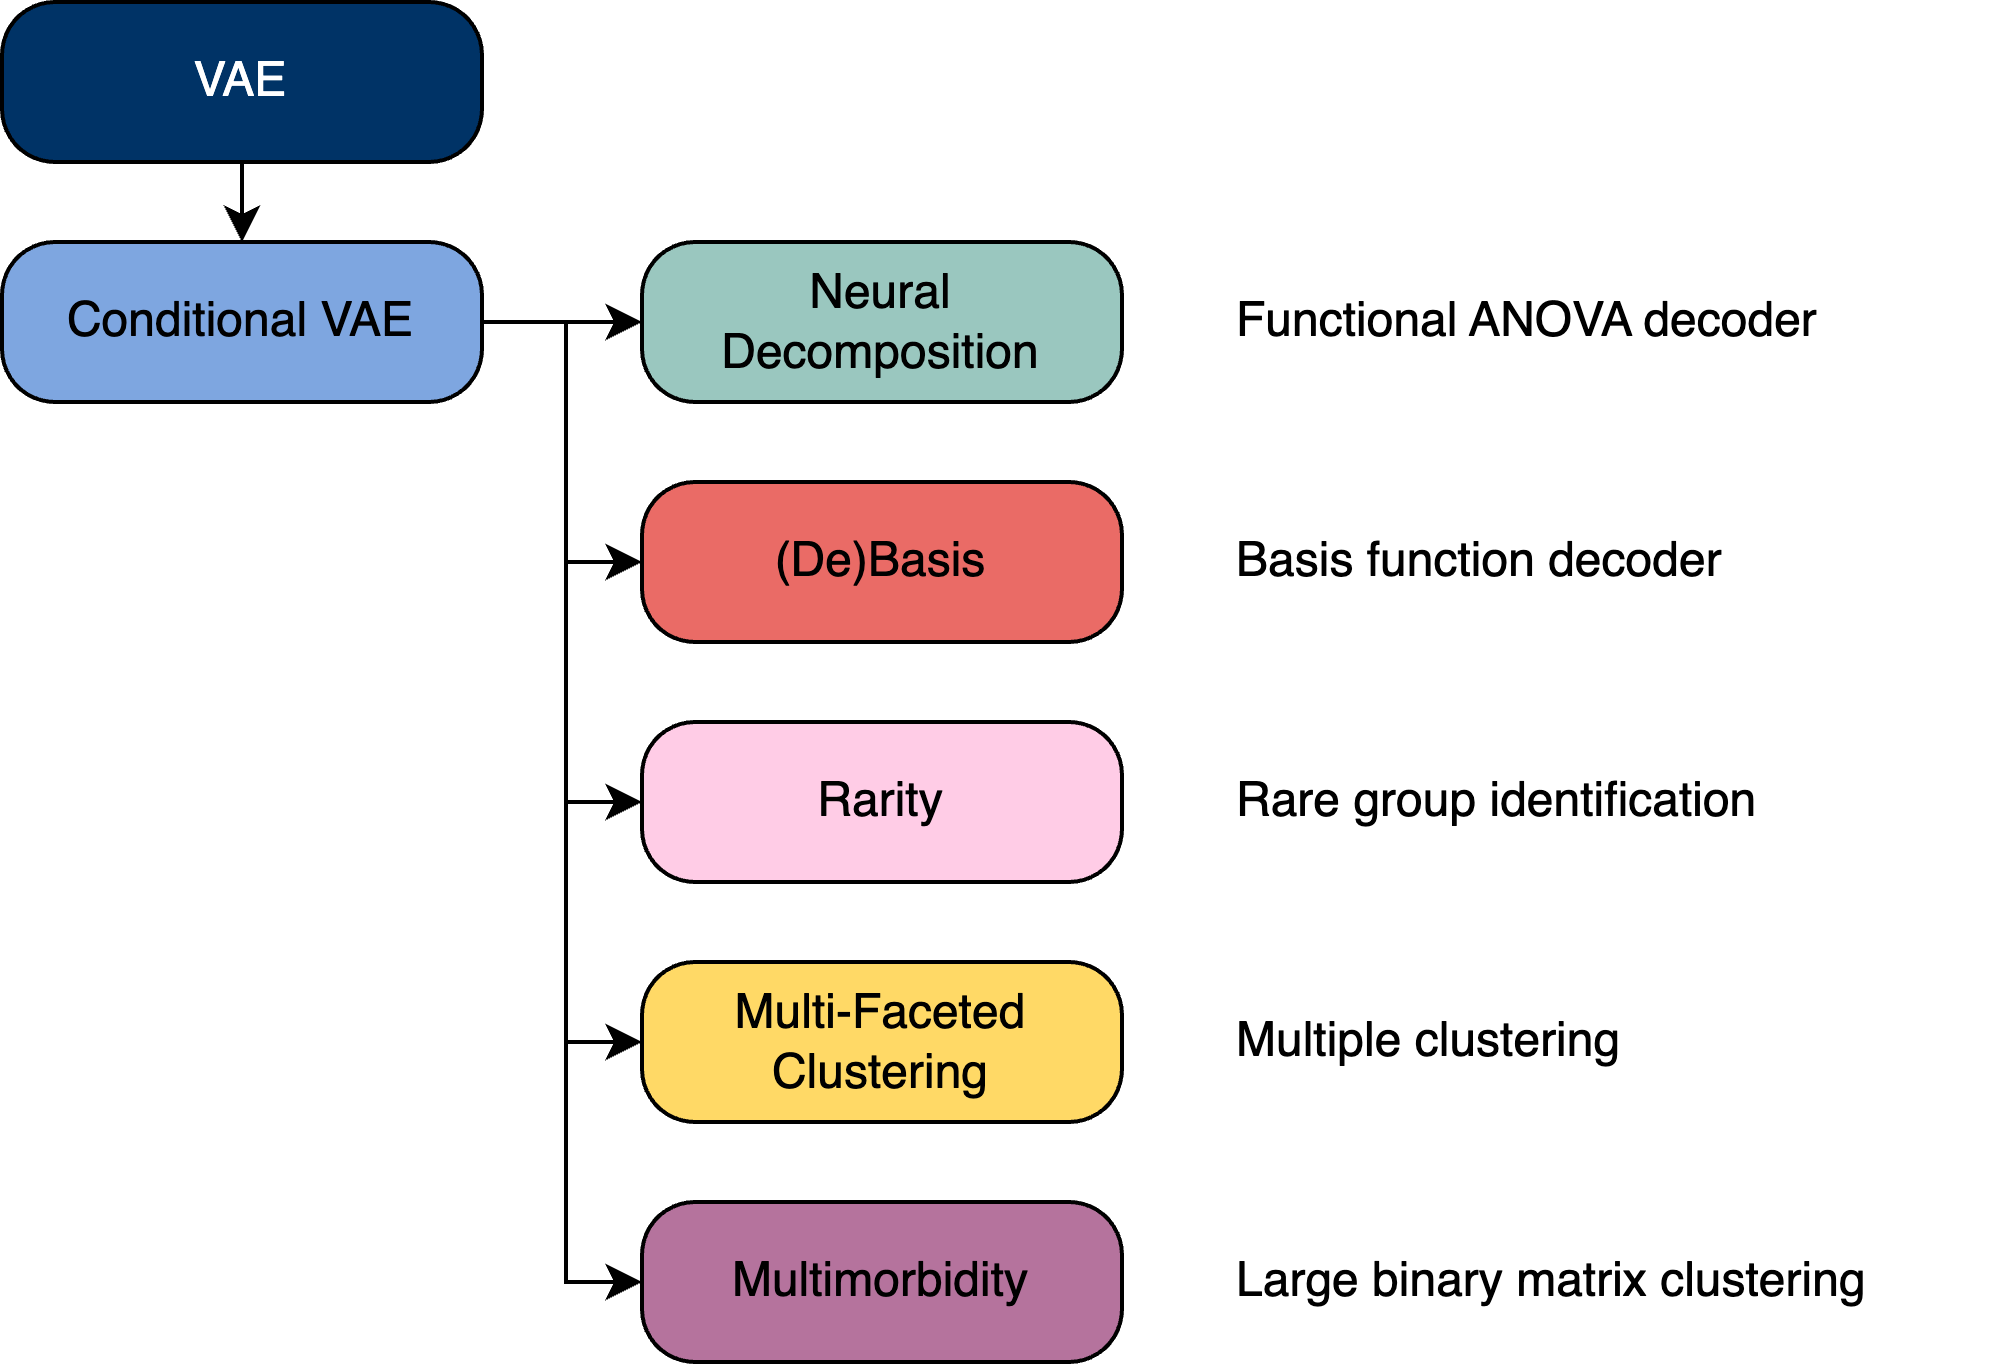 VAE
Conditional VAE
Neural
Decomposition
Functional ANOVA decoder
(De)Basis
Basis function decoder
Rarity
Rare group identification
Multi-Faceted
Clustering
Multiple clustering
Multimorbidity
Large binary matrix clustering